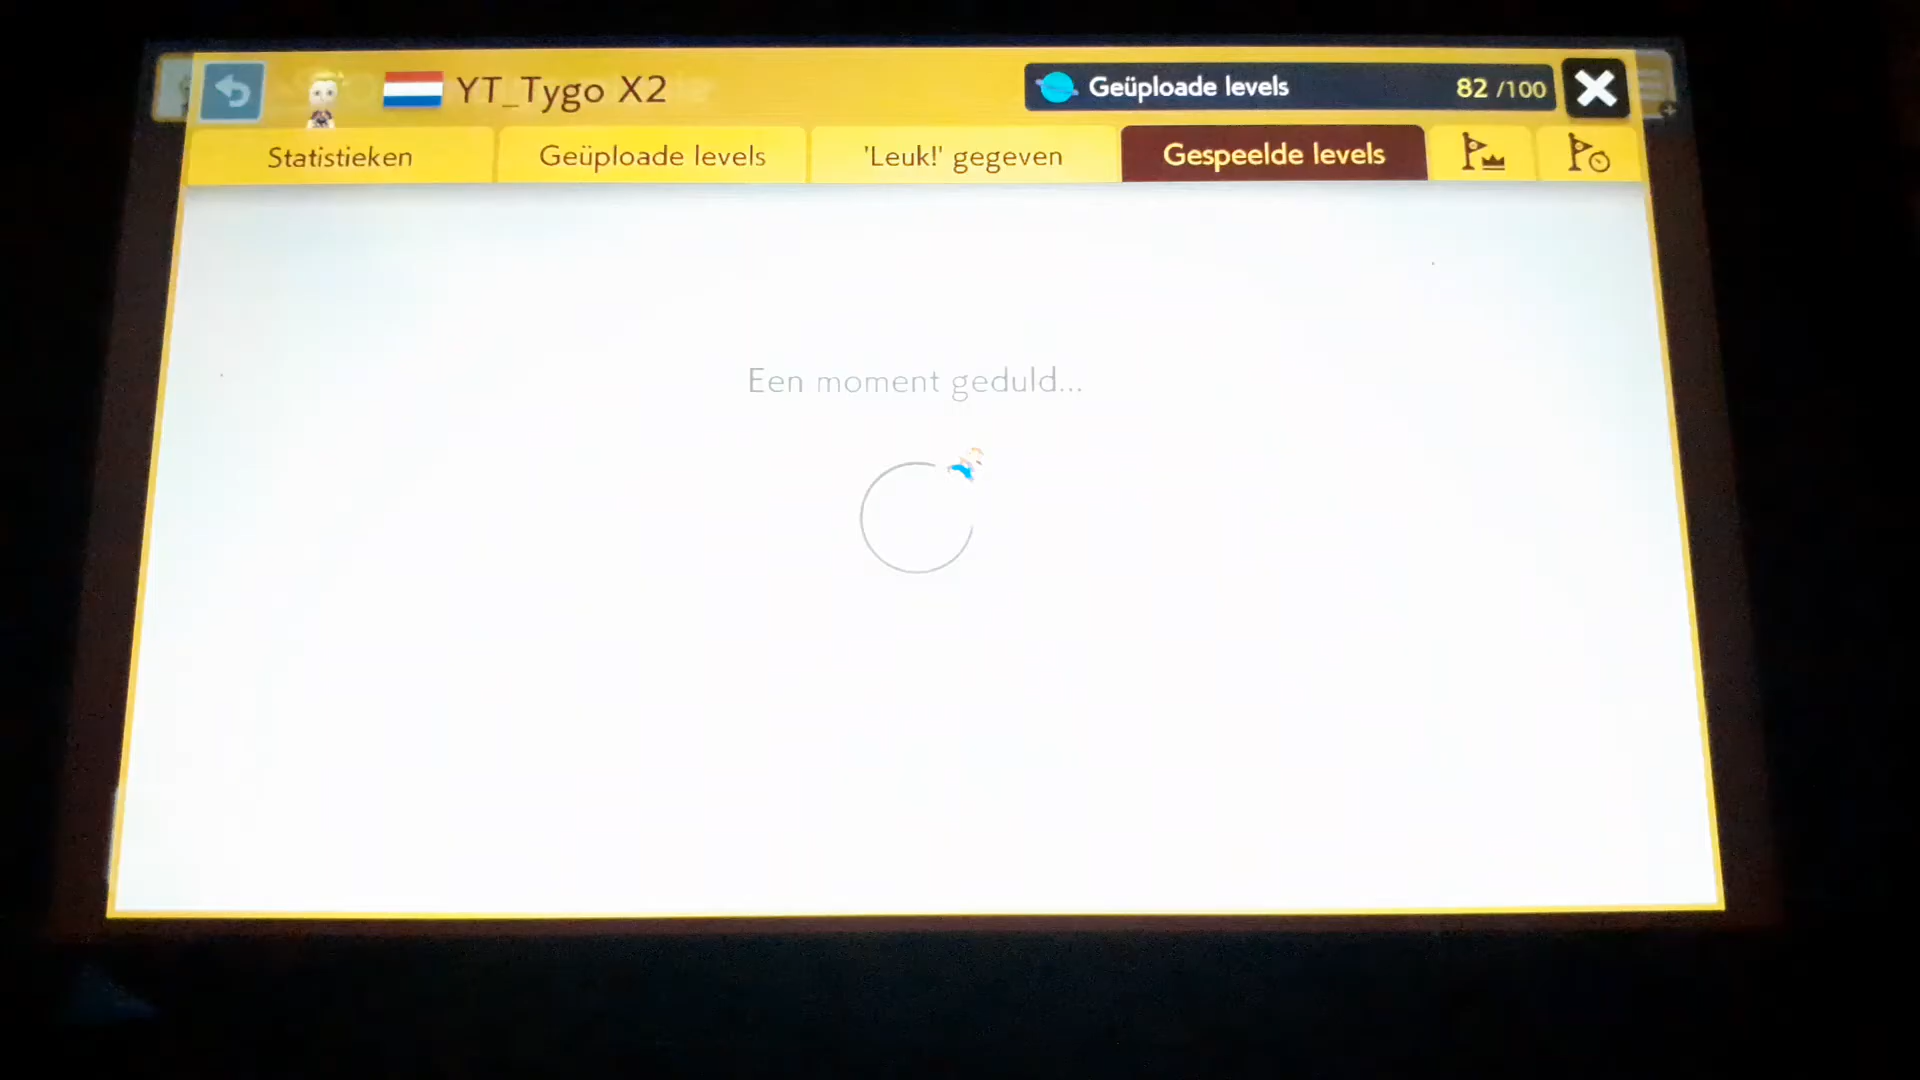 YT_Tygo X2
Geüploade levels 82 /100
Statistieken
Geüploade levels
'Leuk!' gegeven
Gespeelde levels
Een moment geduld...